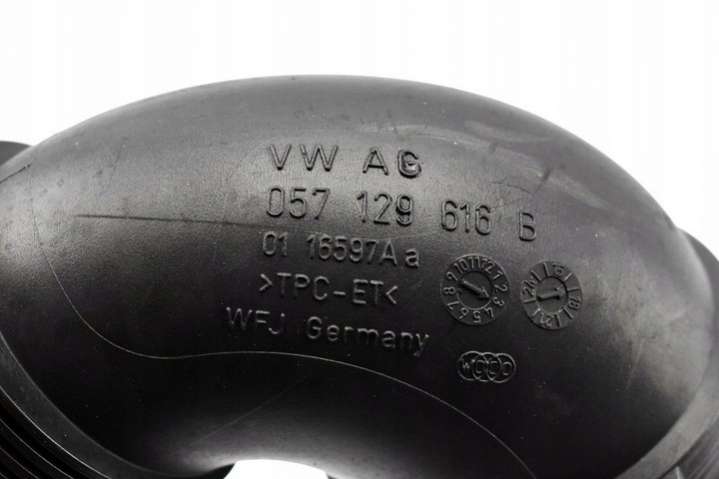 VW AG
057 129 616 B
01 16597A a
>TPC-ET<
WFJ Germany